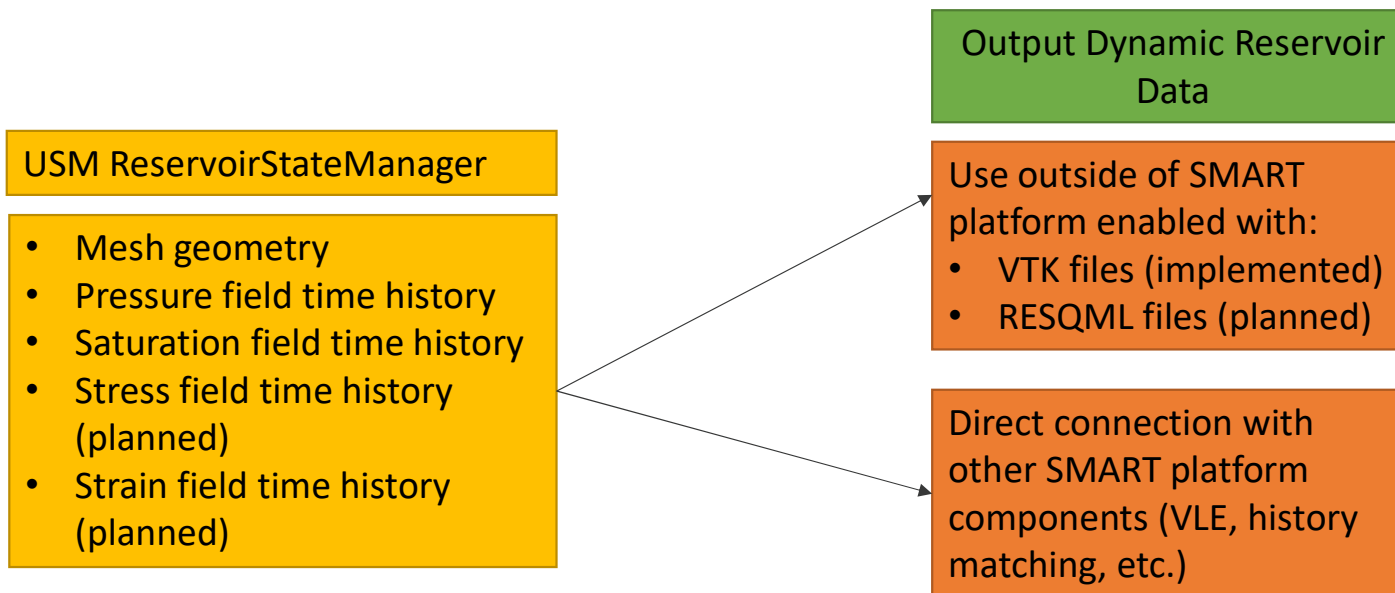 USM ReservoirStateManager
• Mesh geometry
• Pressure field time history
• Saturation field time history
• Stress field time history
(planned)
• Strain field time history
(planned)
Output Dynamic Reservoir
Data
Use outside of SMART
platform enabled with:
• VTK files (implemented)
• RESQML files (planned)
Direct connection with
other SMART platform
components (VLE, history
matching, etc.)